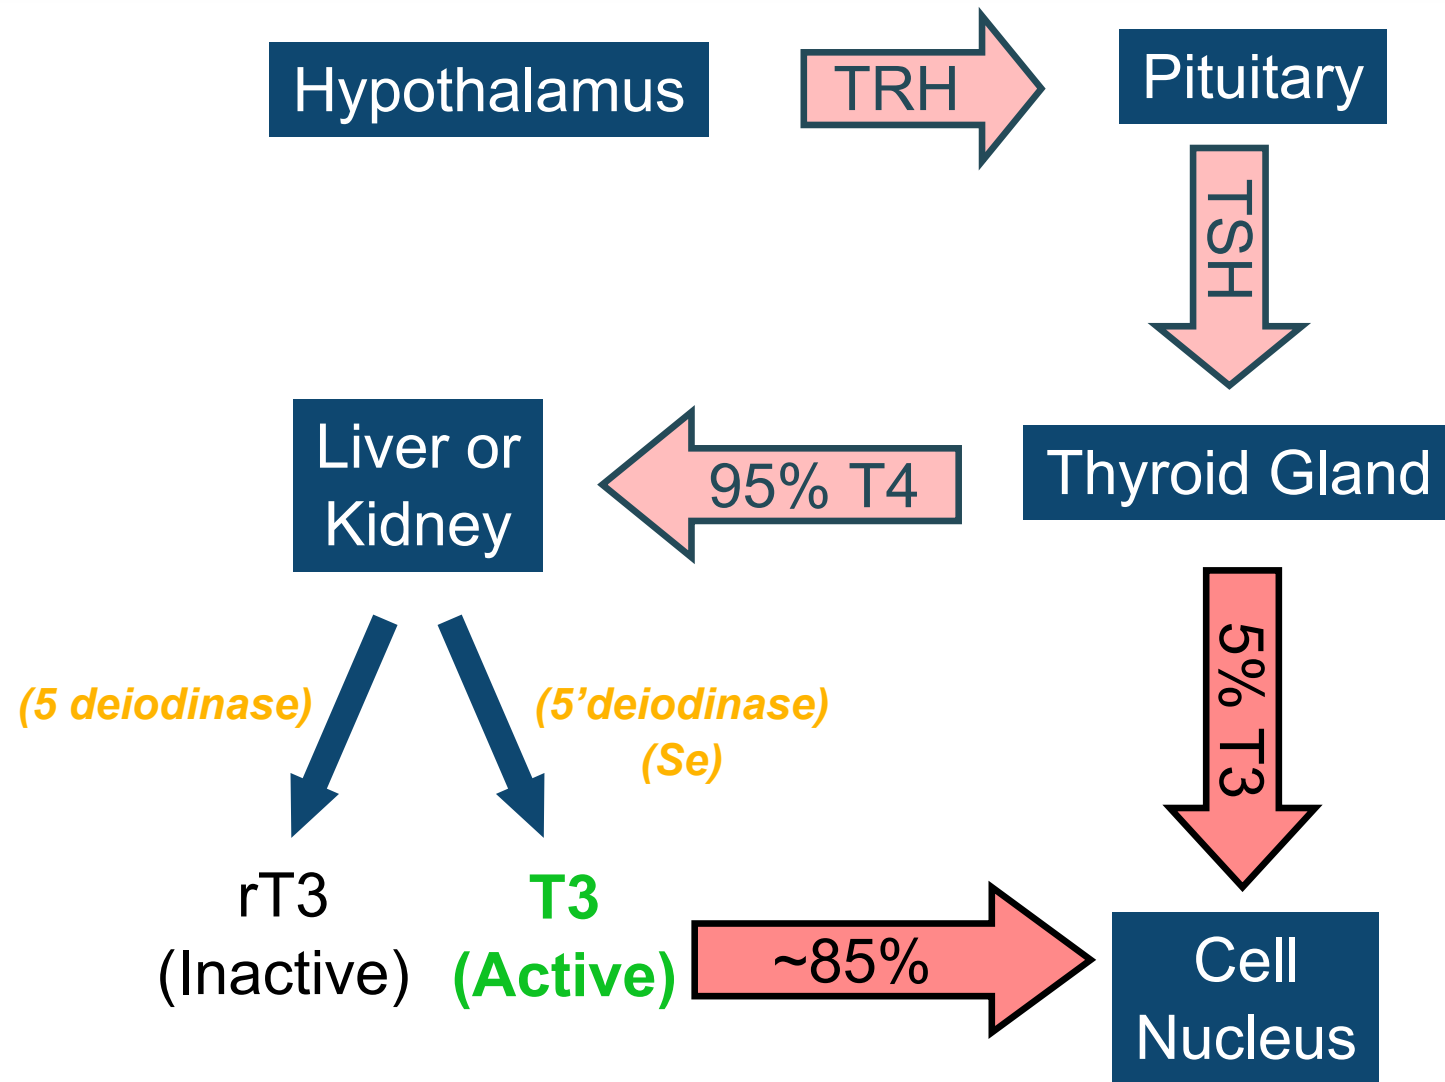 Hypothalamus
TRH
Pituitary
TSH
Thyroid Gland
95% T4
Liver or
Kidney
(5 deiodinase)
(5’deiodinase)
(Se)
5% T3
rT3
(Inactive)
T3
(Active)
~85%
Cell
Nucleus